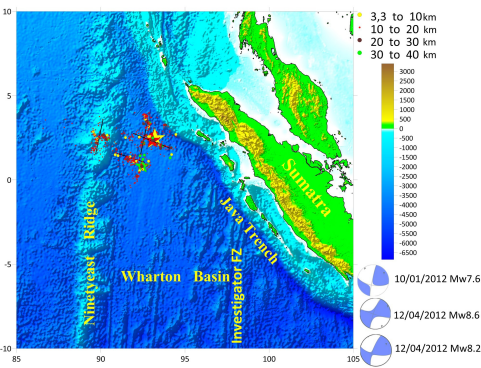 10
5
0
-5
-10
85
90
95
100
105
Sumatra
Java Trench
Ninetyeast Ridge
Wharton Basin
Investigator FZ
3,3 to 10km
10 to 20 km
20 to 30 km
30 to 40 km
3000
2500
2000
1500
1000
500
0
-500
-1000
-1500
-2000
-2500
-3000
-3500
-4000
-4500
-5000
-5500
-6000
-6500
10/01/2012 Mw7.6
12/04/2012 Mw8.6
12/04/2012 Mw8.2